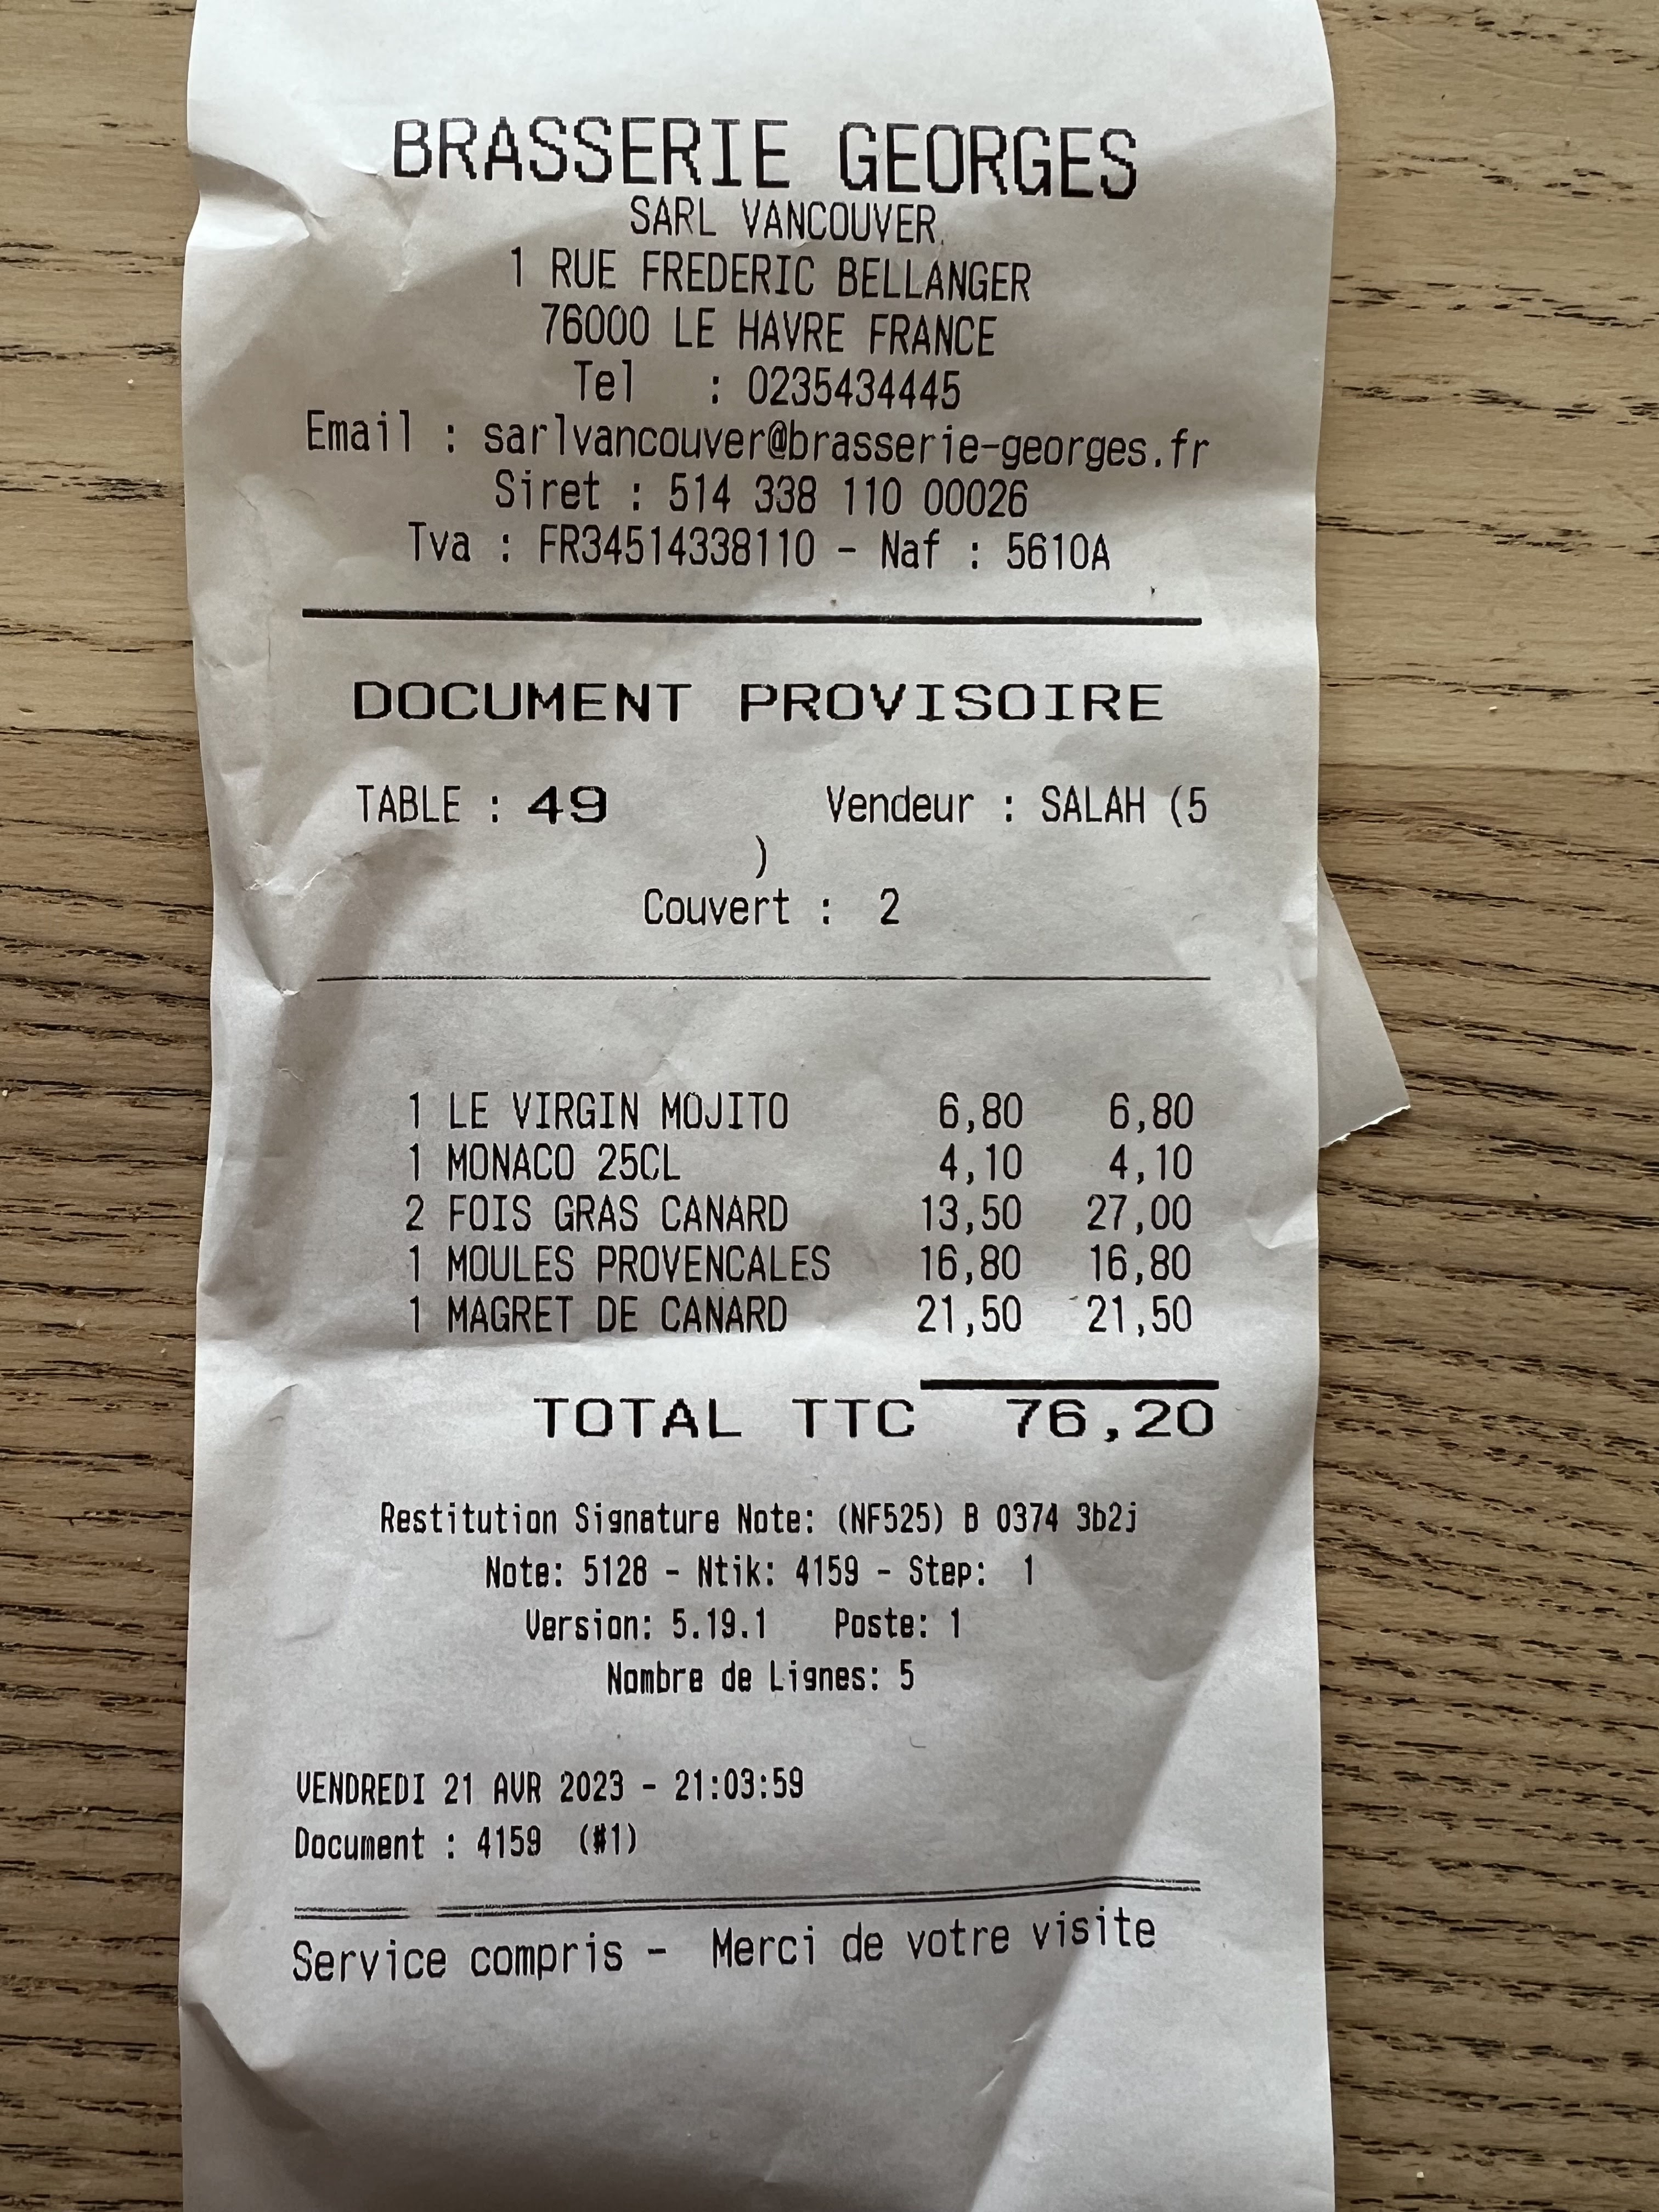 BRASSERIE GEORGES
SARL VANCOUVER
1 RUE FREDERIC BELLANGER
76000 LE HAVRE FRANCE
Tel : 0235434445
Email : sarlvancouver@brasserie-georges.fr
Siret : 514 338 110 00026
Tva : FR34514338110 - Naf : 5610A
DOCUMENT PROVISOIRE
TABLE : 49 Vendeur : SALAH (5
)
Couvert : 2
1 LE VIRGIN MOJITO 6,80 6,80
1 MONACO 25CL 4,10 4,10
2 FOIS GRAS CANARD 13,50 27,00
1 MOULES PROVENCALES 16,80 16,80
1 MAGRET DE CANARD 21,50 21,50
TOTAL TTC 76,20
Restitution Signature Note: (NF525) B 0374 3b2j
Note: 5128 - Ntik: 4159 - Step: 1
Version: 5.19.1 Poste: 1
Nombre de Lignes: 5
VENDREDI 21 AVR 2023 - 21:03:59
Document : 4159 (#1)
Service compris - Merci de votre visite